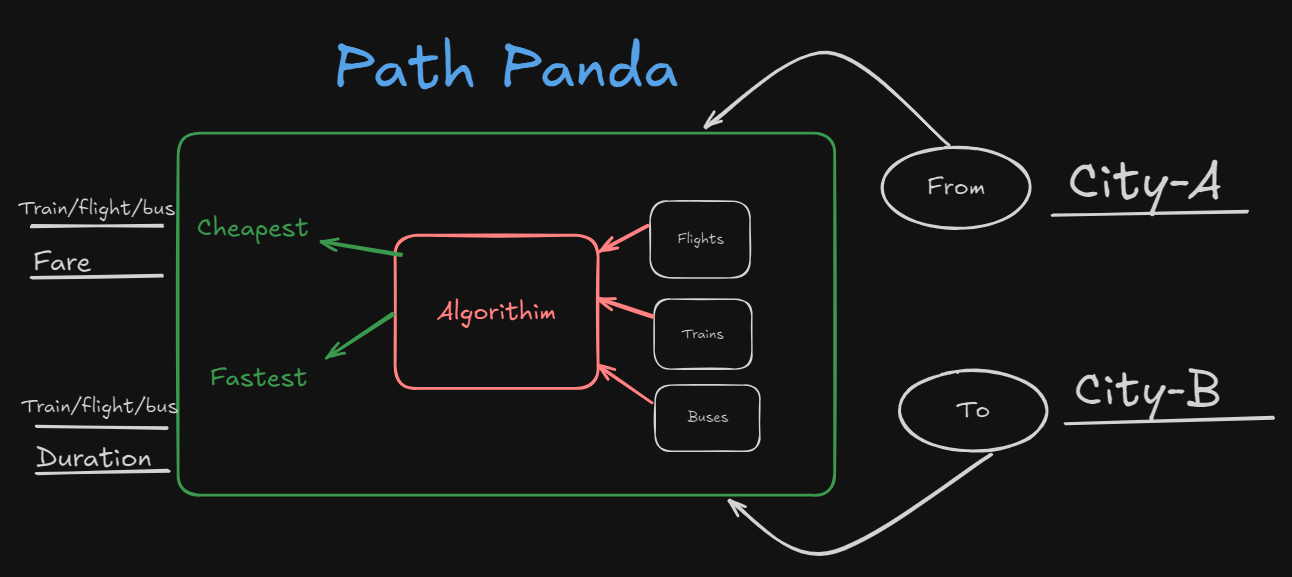 Path Panda
From
City-A
Train/flight/bus
Fare
Cheapest
Flights
Algorithim
Trains
Fastest
Buses
To
City-B
Train/flight/bus
Duration